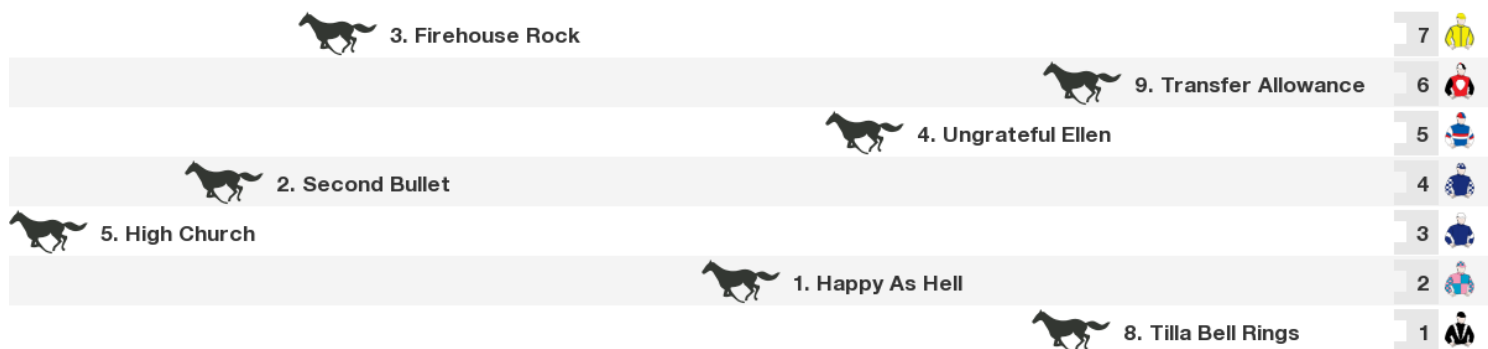 3. Firehouse Rock 7
9. Transfer Allowance 6
4. Ungrateful Ellen 5
2. Second Bullet 4
5. High Church 3
1. Happy As Hell 2
8. Tilla Bell Rings 1